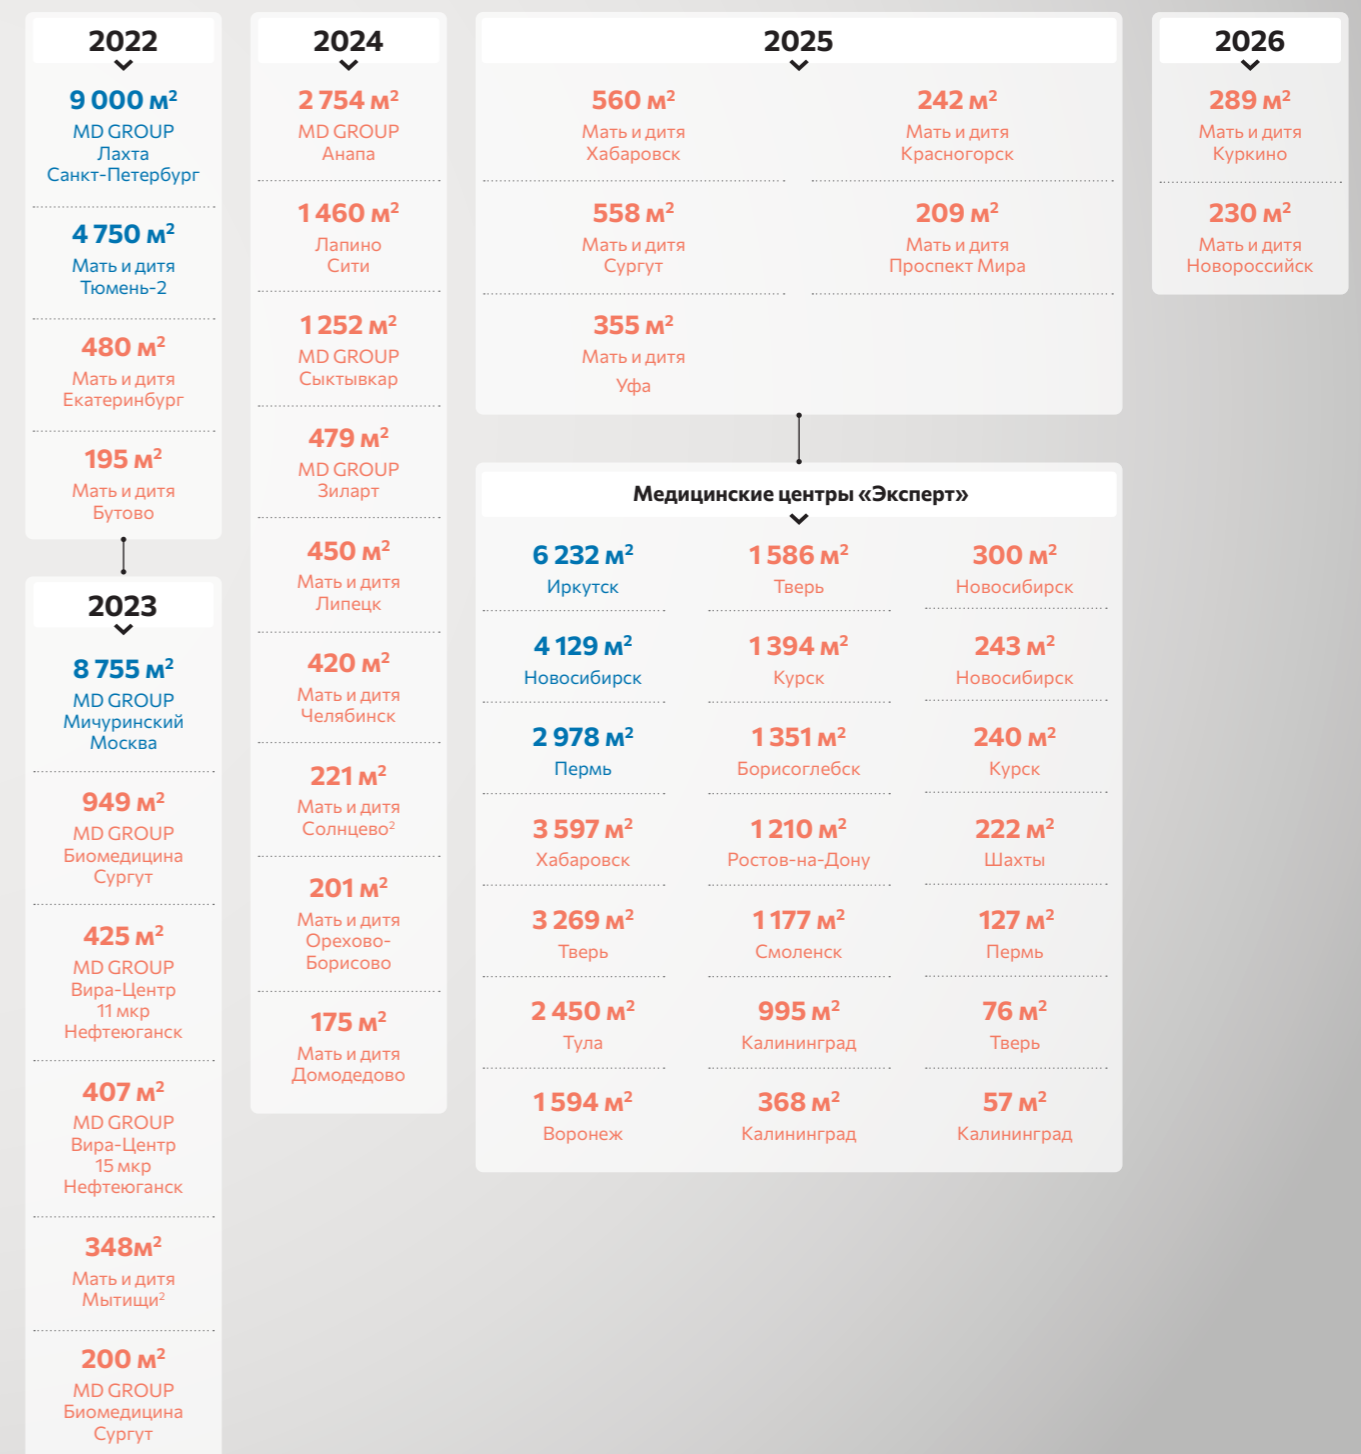 2022
9 000 м²
MD GROUP
Лахта
Санкт-Петербург
4 750 м²
Мать и дитя
Тюмень-2
480 м²
Мать и дитя
Екатеринбург
195 м²
Мать и дитя
Бутово
2023
8 755 м²
MD GROUP
Мичуринский
Москва
949 м²
MD GROUP
Биомедицина
Сургут
425 м²
MD GROUP
Вира-Центр
11 мкр
Нефтеюганск
407 м²
MD GROUP
Вира-Центр
15 мкр
Нефтеюганск
348м²
Мать и дитя
Мытищи²
200 м²
MD GROUP
Биомедицина
Сургут
2024
2 754 м²
MD GROUP
Анапа
1 460 м²
Лапино
Сити
1 252 м²
MD GROUP
Сыктывкар
479 м²
MD GROUP
Зиларт
450 м²
Мать и дитя
Липецк
420 м²
Мать и дитя
Челябинск
221 м²
Мать и дитя
Солнцево²
201 м²
Мать и дитя
Орехово-
Борисово
175 м²
Мать и дитя
Домодедово
2025
560 м²
Мать и дитя
Хабаровск
558 м²
Мать и дитя
Сургут
355 м²
Мать и дитя
Уфа
242 м²
Мать и дитя
Красногорск
209 м²
Мать и дитя
Проспект Мира
Медицинские центры «Эксперт»
6 232 м²
Иркутск
4 129 м²
Новосибирск
2 978 м²
Пермь
3 597 м²
Хабаровск
3 269 м²
Тверь
2 450 м²
Тула
1 594 м²
Воронеж
1 586 м²
Тверь
1 394 м²
Курск
1 351 м²
Борисоглебск
1 210 м²
Ростов-на-Дону
1 177 м²
Смоленск
995 м²
Калининград
368 м²
Калининград
300 м²
Новосибирск
243 м²
Новосибирск
240 м²
Курск
222 м²
Шахты
127 м²
Пермь
76 м²
Тверь
57 м²
Калининград
2026
289 м²
Мать и дитя
Куркино
230 м²
Мать и дитя
Новороссийск